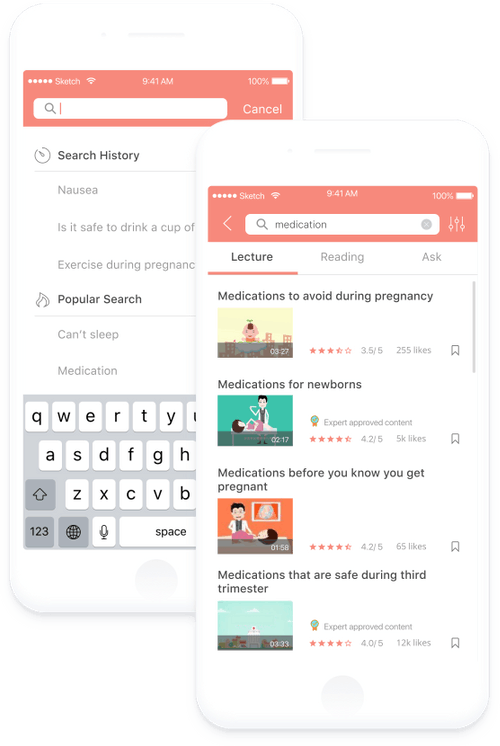 Sketch 9:41 AM 100%
Cancel
Search History
Nausea
Is it safe to drink a cup of
Exercise during pregnanc
Popular Search
Can't sleep
Medication
q w e r t y
a s d f g h
z x c v b
123 space
Sketch 9:41 AM 100%
medication
Lecture Reading Ask
Medications to avoid during pregnancy
03:27 3.5/5 255 likes
Medications for newborns
Expert approved content
02:17 4.2/5 5k likes
Medications before you know you get
pregnant
01:58 4.2/5 65 likes
Medications that are safe during third
trimester
Expert approved content
03:33 4.0/5 12k likes